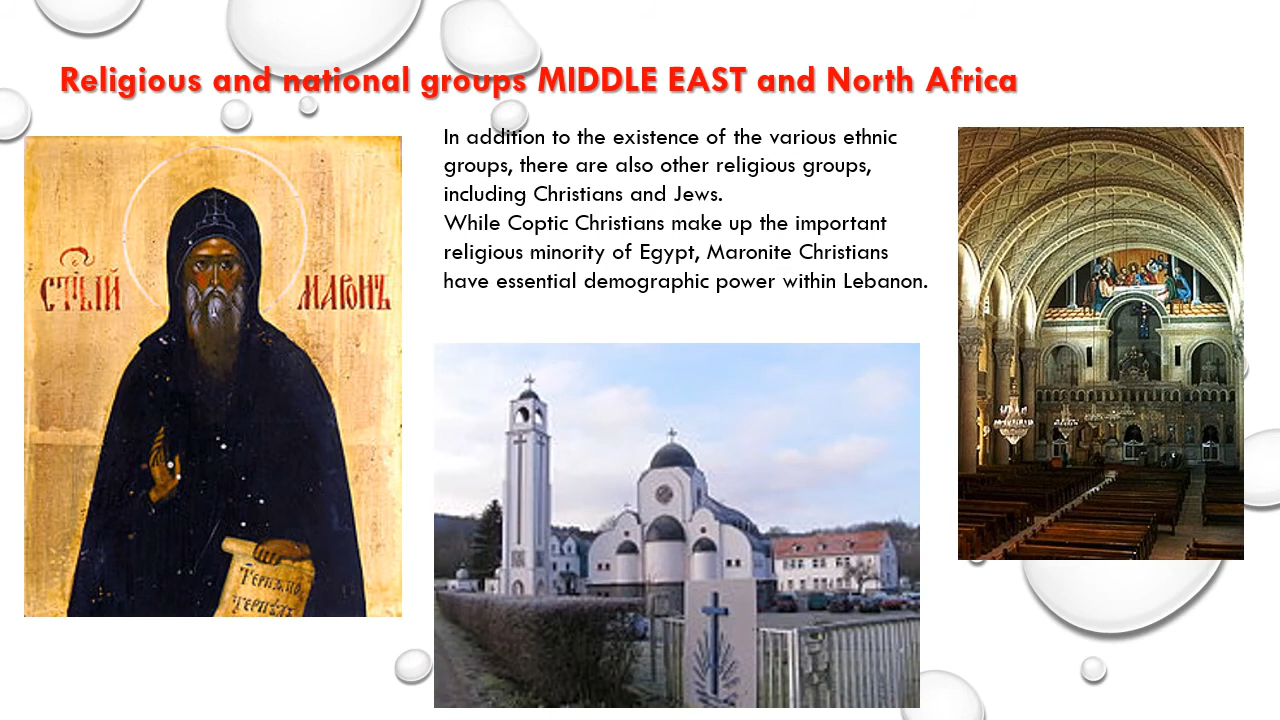 Religious and national groups MIDDLE EAST and North Africa
In addition to the existence of the various ethnic
groups, there are also other religious groups,
including Christians and Jews.
While Coptic Christians make up the important
religious minority of Egypt, Maronite Christians
have essential demographic power within Lebanon.
СТЫЙ МАРОНЪ